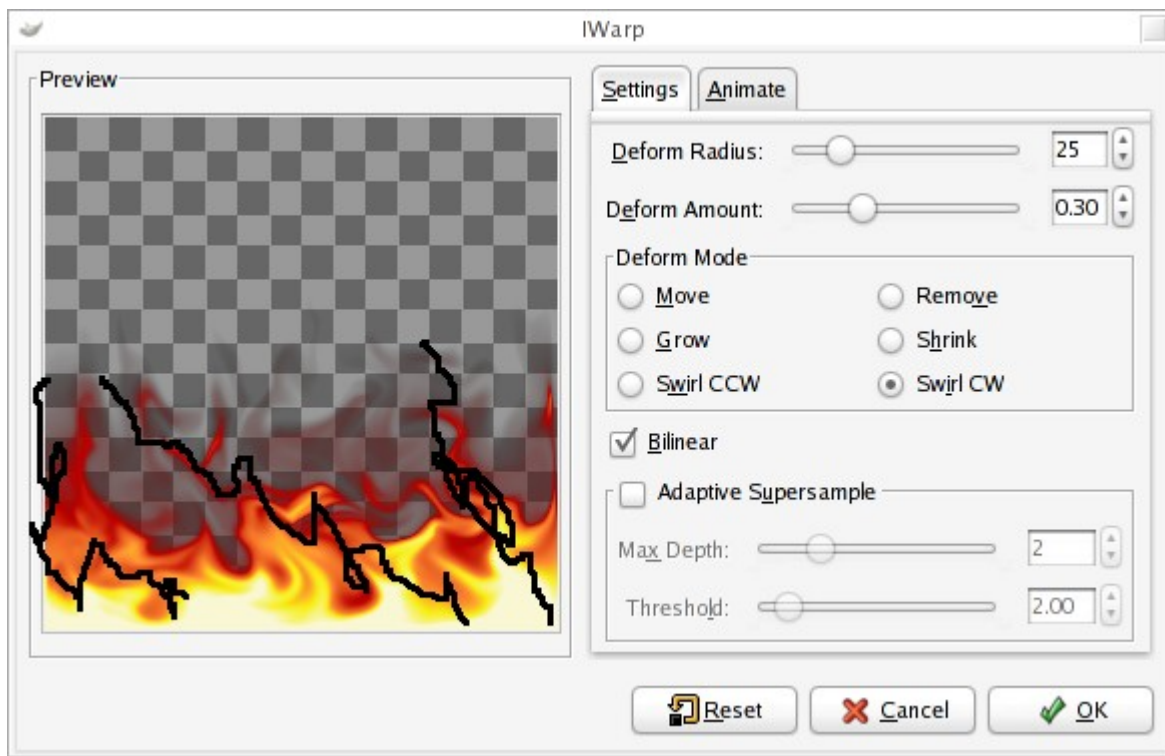 IWarp
Preview
Settings Animate
Deform Radius: 25
Deform Amount: 0.30
Deform Mode
Move Remove
Grow Shrink
Swirl CCW Swirl CW
Bilinear
Adaptive Supersample
Max Depth: 2
Threshold: 2.00
Reset Cancel OK